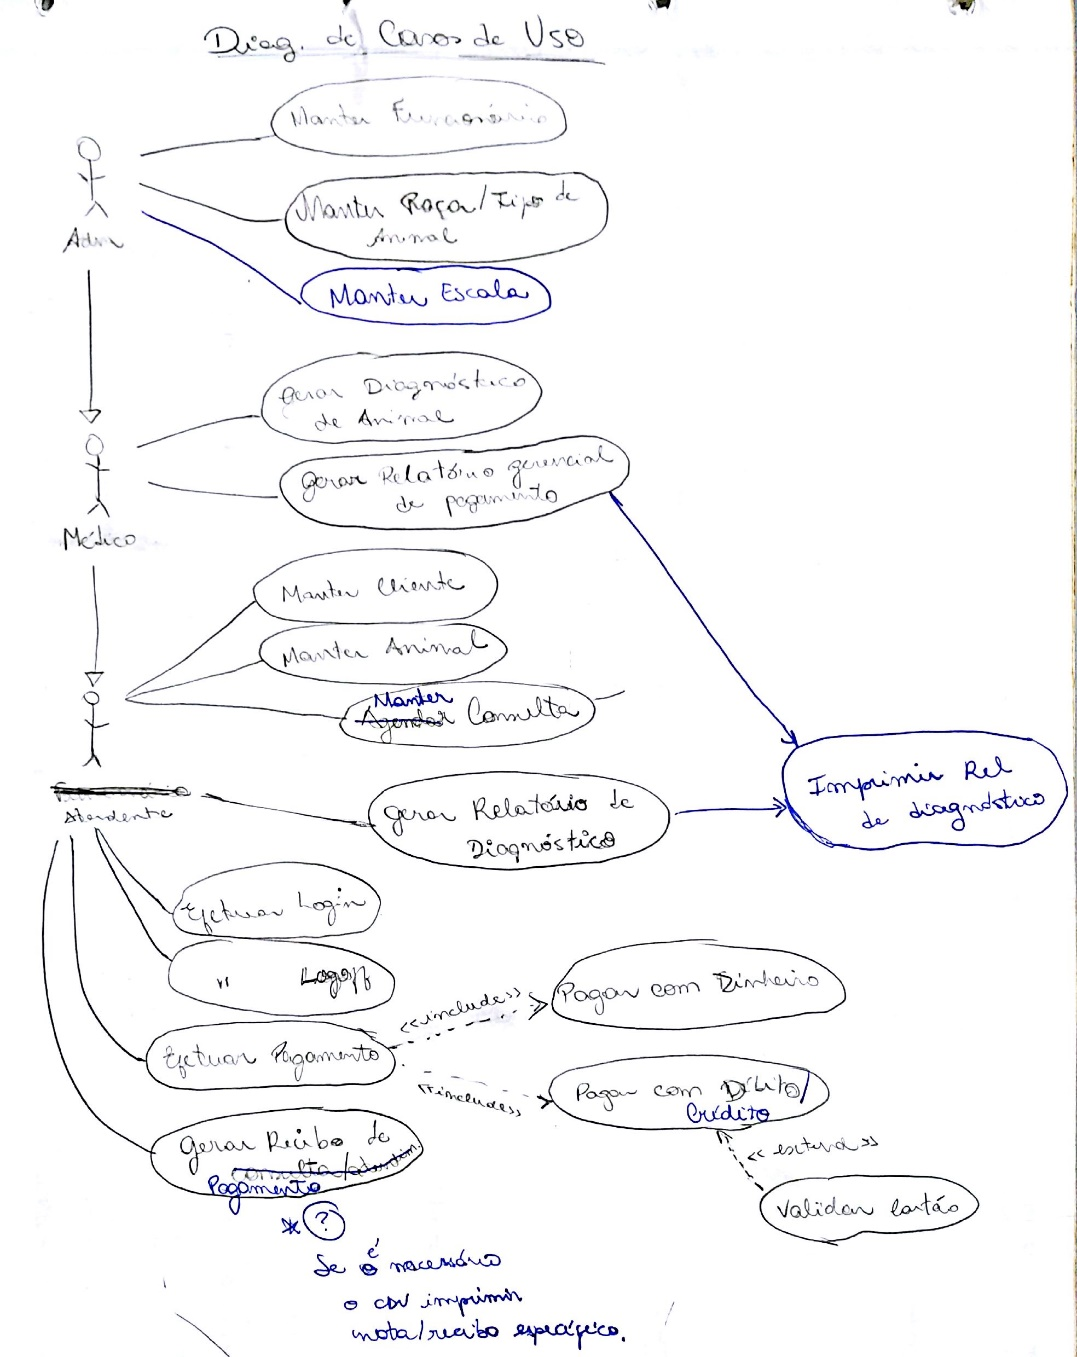 Diag. de Casos de Uso
Manter Funcionário
Manter Raças/Tipos de
Animal
Adm
Manter Escala
Gerar Diagnóstico
de Animal
Gerar Relatório gerencial
de pagamento
Médico
Manter Cliente
Manter Animal
Manter
Agendar Consulta
Imprimir Rel
de diagnóstico
Atendente
Gerar Relatório de
Diagnóstico
Efetuar Login
" Logoff
<<include>>
Pagar com Dinheiro
Efetuar Pagamento
<<include>>
Pagar com Débito/
Crédito
Gerar Recibo de
consulta/
Pagamento
<<extend>>
Validar Cartão
* ?
é
Se o necessário
o CDU imprimir
nota/recibo específico.